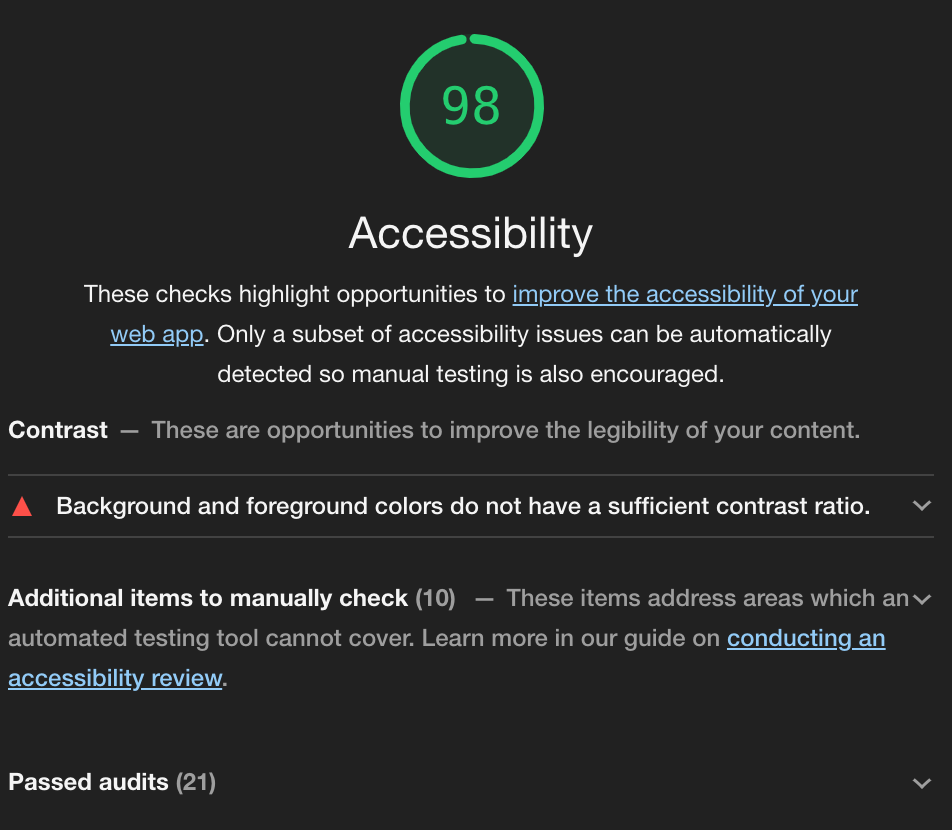 98
Accessibility
These checks highlight opportunities to improve the accessibility of your
web app. Only a subset of accessibility issues can be automatically
detected so manual testing is also encouraged.
Contrast — These are opportunities to improve the legibility of your content.
Background and foreground colors do not have a sufficient contrast ratio.
Additional items to manually check (10) — These items address areas which an
automated testing tool cannot cover. Learn more in our guide on conducting an
accessibility review.
Passed audits (21)